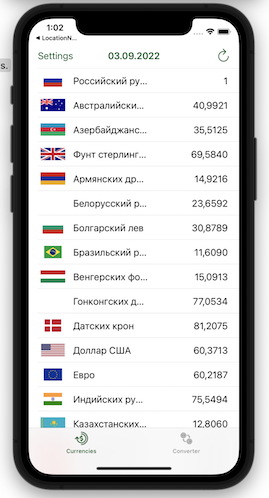 s.
1:02
◀ LocationN...
Settings
03.09.2022
Российский ру... 1
Австралийски... 40,9921
Азербайджанс... 35,5125
Фунт стерлинг... 69,5840
Армянских др... 14,9216
Белорусский р... 23,6592
Болгарский лев 30,8789
Бразильский р... 11,6090
Венгерских фо... 15,0913
Гонконгских д... 77,0534
Датских крон 81,2075
Доллар США 60,3713
Евро 60,2187
Индийских ру... 75,5494
Казахстанских... 12,8060
Currencies
Converter